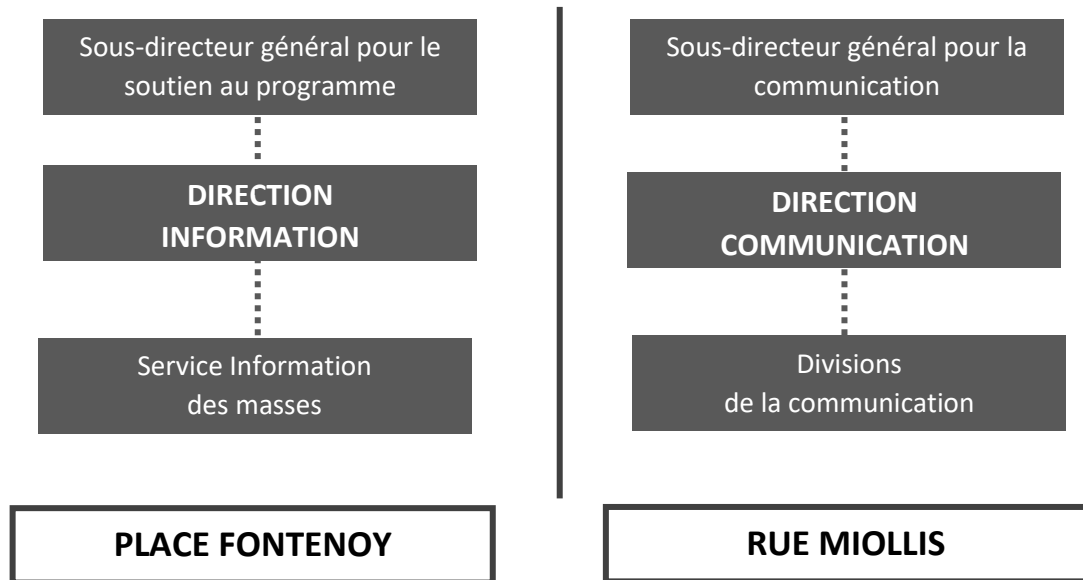 Sous-directeur général pour le
soutien au programme
DIRECTION
INFORMATION
Service Information
des masses
PLACE FONTENOY
Sous-directeur général pour la
communication
DIRECTION
COMMUNICATION
Divisions
de la communication
RUE MIOLLIS